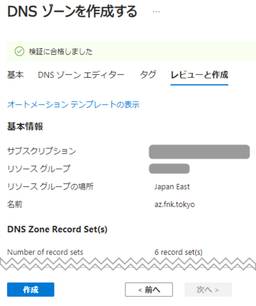 DNS ゾーンを作成する ...
検証に合格しました
基本 DNS ゾーン エディター タグ レビューと作成
オートメーション テンプレートの表示
基本情報
サブスクリプション
リソース グループ
リソース グループの場所 Japan East
名前 az.fnk.tokyo
DNS Zone Record Set(s)
Number of record sets 6 record set(s)
作成 < 前へ 次へ >